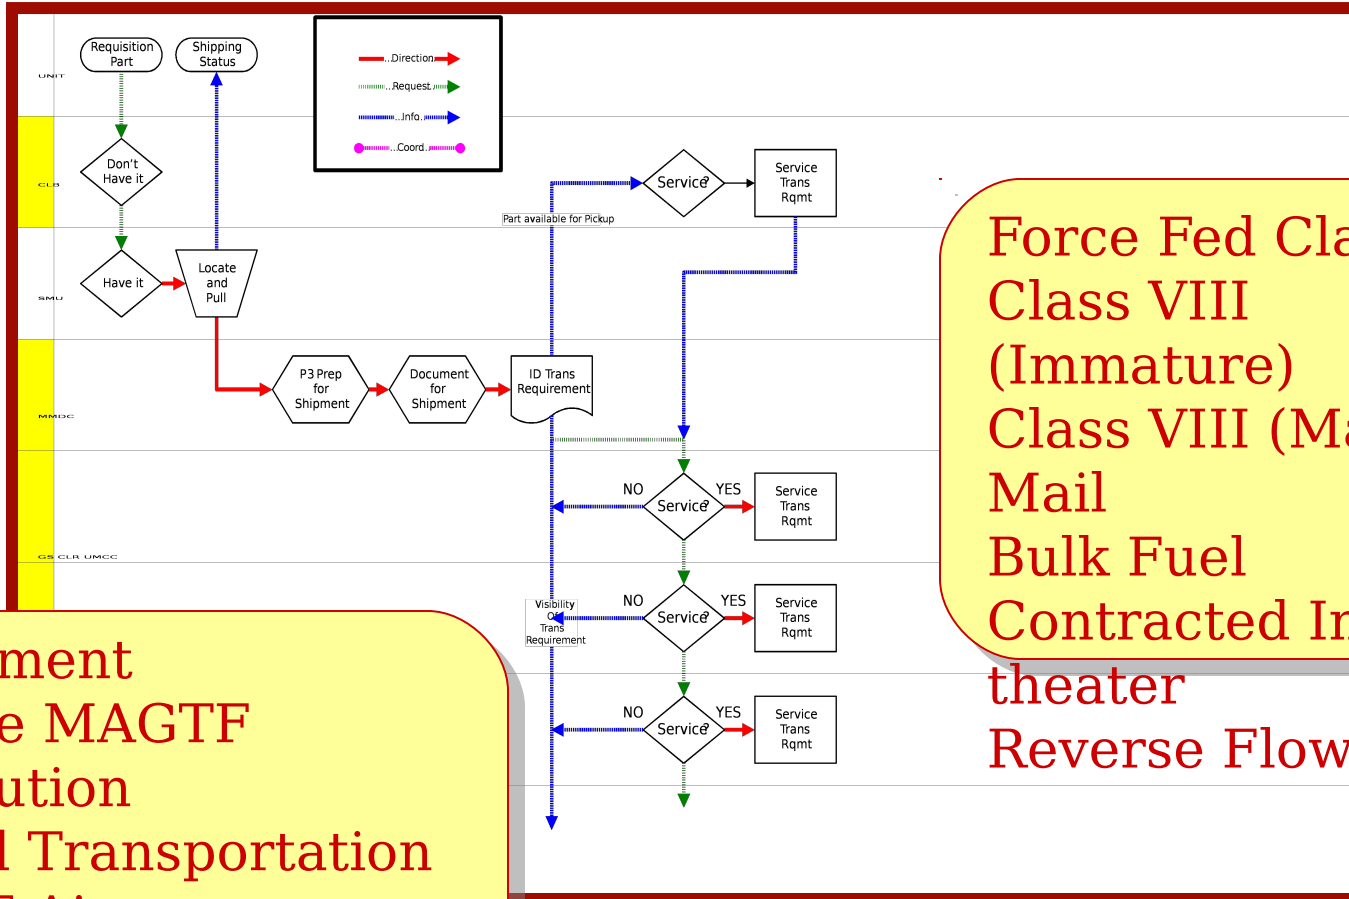 Requisition
Part
Shipping
Status
UNIT
...Direction...
...Request...
...Info...
...Coord...
Don’t
Have it
CLB
Service?
Service
Trans
Rqmt
Part available for Pickup
Have it
Locate
and
Pull
SMU
P3 Prep
for
Shipment
Document
for
Shipment
ID Trans
Requirement
MMDC
NO
Service?
YES
Service
Trans
Rqmt
GS CLR UMCC
Visibility
Of
Trans
Requirement
NO
Service?
YES
Service
Trans
Rqmt
NO
Service?
YES
Service
Trans
Rqmt
Force Fed Cla
Class VIII
(Immature)
Class VIII (Ma
Mail
Bulk Fuel
Contracted In
theater
Reverse Flow
ment
e MAGTF
ution
l Transportation